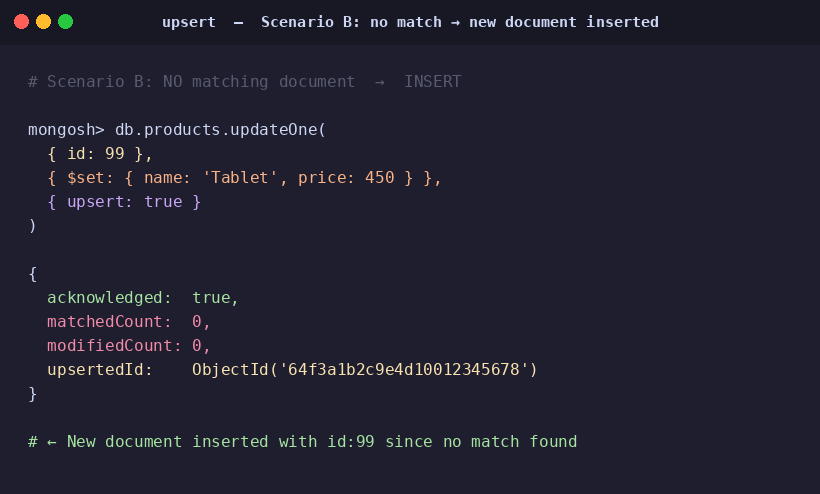 upsert — Scenario B: no match → new document inserted
# Scenario B: NO matching document → INSERT
mongosh> db.products.updateOne(
{ id: 99 },
{ $set: { name: 'Tablet', price: 450 } },
{ upsert: true }
)
{
acknowledged: true,
matchedCount: 0,
modifiedCount: 0,
upsertedId: ObjectId('64f3a1b2c9e4d10012345678')
}
# ← New document inserted with id:99 since no match found